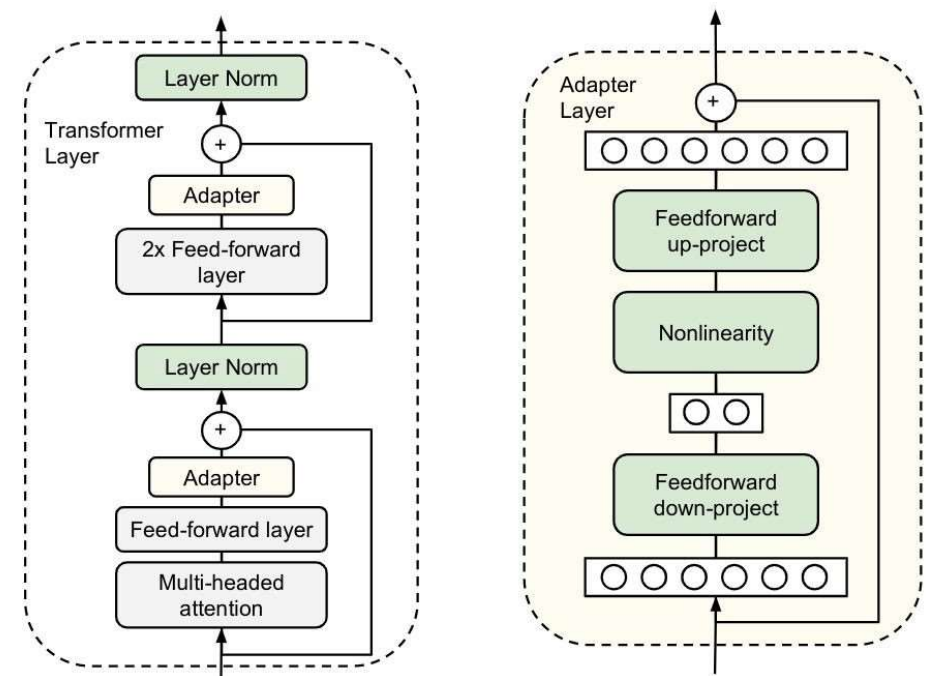 Layer Norm
Transformer
Layer
+
Adapter
2x Feed-forward
layer
Layer Norm
+
Adapter
Feed-forward layer
Multi-headed
attention
Adapter
Layer
+
Feedforward
up-project
Nonlinearity
Feedforward
down-project